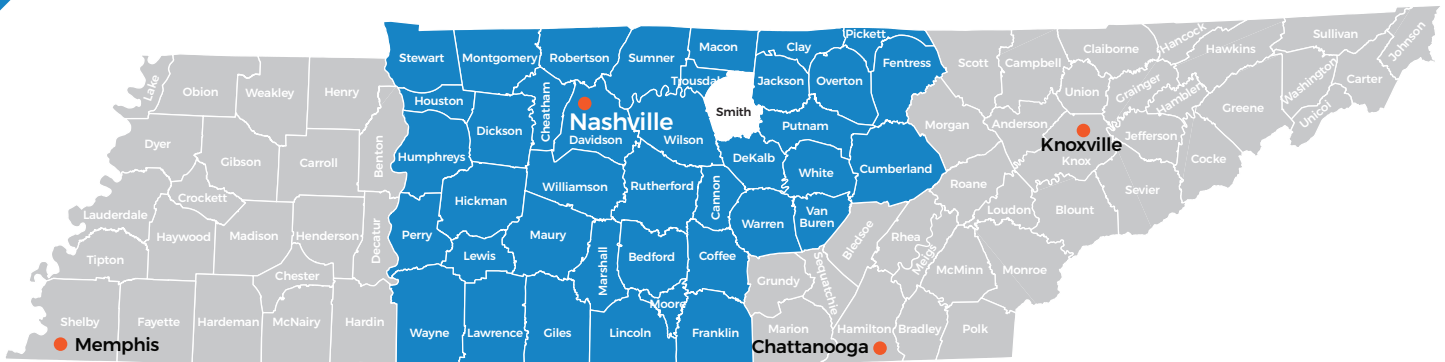 Stewart
Montgomery
Robertson
Sumner
Macon
Trousdal
Clay
Pickett
Fentress
Jackson
Overton
Smith
Houston
Dickson
Cheatham
Nashville
Davidson
Wilson
Putnam
Humphreys
DeKalb
White
Cumberland
Hickman
Williamson
Rutherford
Cannon
Warren
Van
Buren
Perry
Lewis
Maury
Marshall
Bedford
Coffee
Moore
Wayne
Lawrence
Giles
Lincoln
Franklin
Lake
Obion
Weakley
Henry
Dyer
Gibson
Carroll
Benton
Crockett
Lauderdale
Haywood
Madison
Henderson
Decatur
Tipton
Chester
Shelby
Fayette
Hardeman
McNairy
Hardin
Memphis
Scott
Campbell
Claiborne
Hancock
Hawkins
Sullivan
Johnson
Union
Grainger
Hamblen
Greene
Washington
Carter
Unicoi
Morgan
Anderson
Knoxville
Knox
Jefferson
Cocke
Sevier
Roane
Loudon
Blount
Bledsoe
Rhea
Meigs
McMinn
Monroe
Grundy
Sequatchie
Marion
Hamilton
Bradley
Polk
Chattanooga